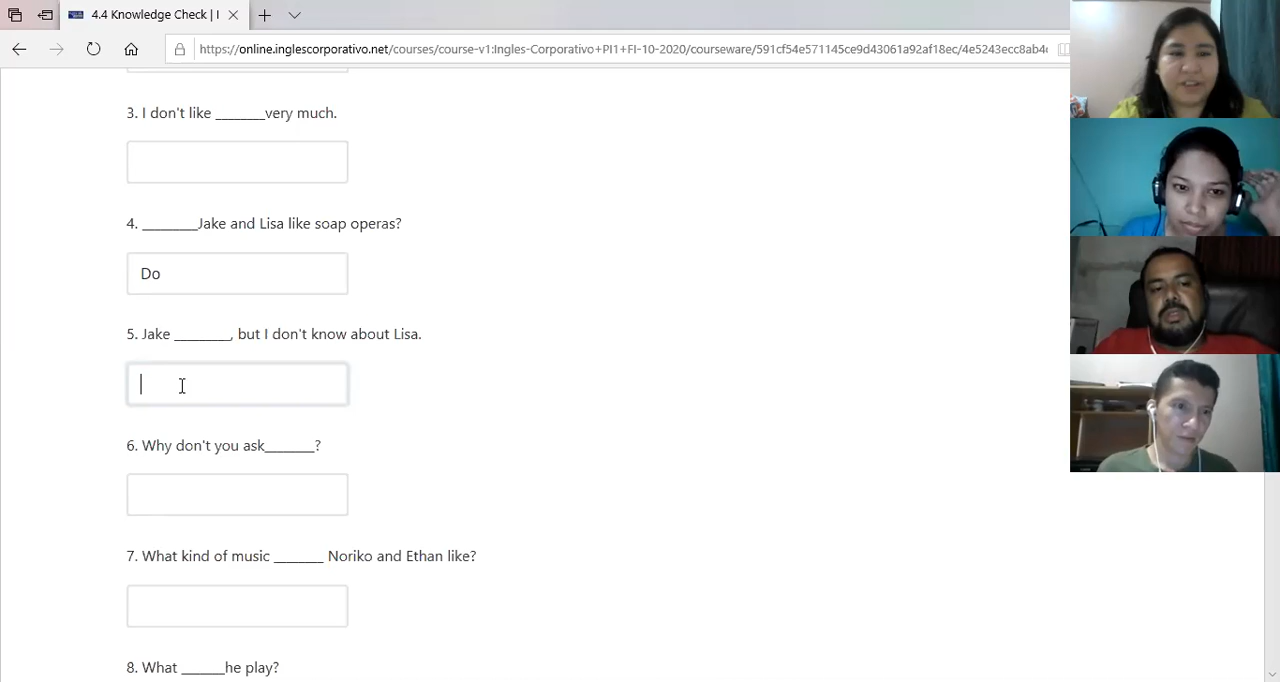 4.4 Knowledge Check | I
https://online.inglescorporativo.net/courses/course-v1:Ingles-Corporativo+PI1+FI-10-2020/courseware/591cf54e571145ce9d43061a92af18ec/4e5243ecc8ab4c
3. I don't like _______very much.
4. ________Jake and Lisa like soap operas?
Do
5. Jake ________, but I don't know about Lisa.
6. Why don't you ask_______?
7. What kind of music _______ Noriko and Ethan like?
8. What ______he play?